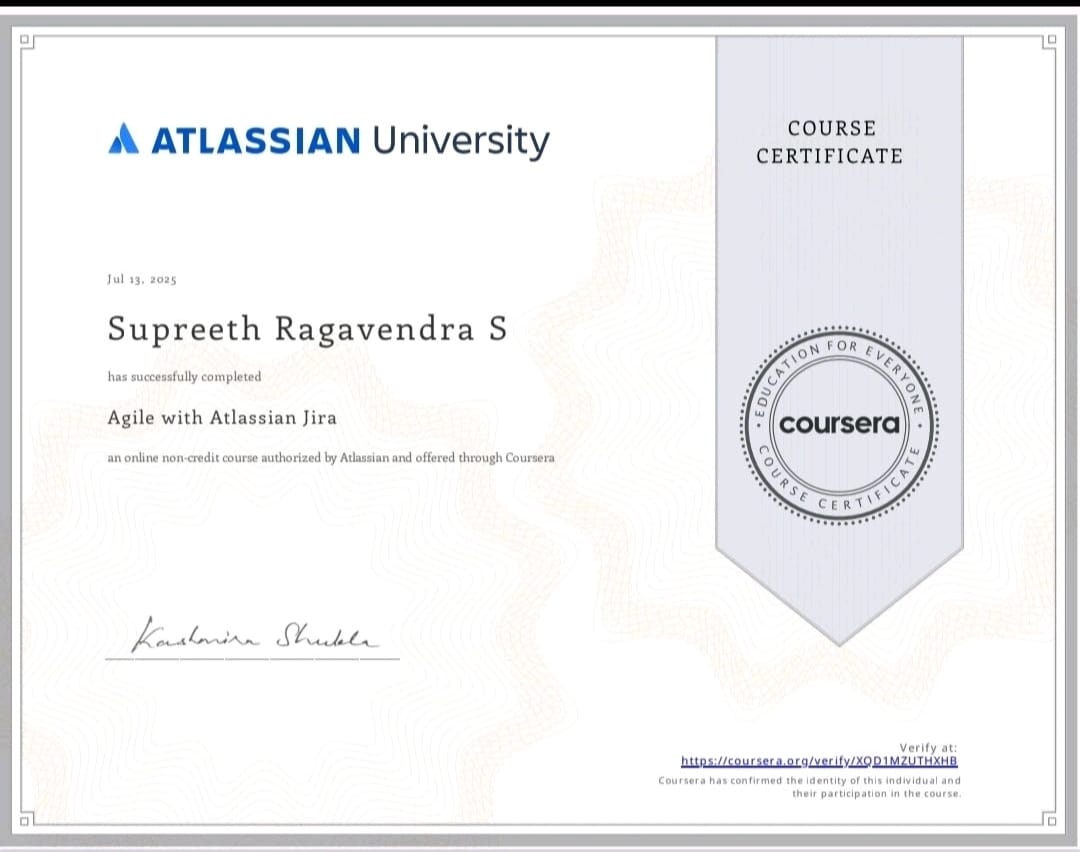 ATLASSIAN University
COURSE
CERTIFICATE
Jul 13, 2025
Supreeth Ragavendra S
has successfully completed
Agile with Atlassian Jira
an online non-credit course authorized by Atlassian and offered through Coursera
EDUCATION FOR EVERYONE
coursera
COURSE CERTIFICATE
Kashmira Shukla
Verify at:
https://coursera.org/verify/XQD1MZUTHXHB
Coursera has confirmed the identity of this individual and
their participation in the course.